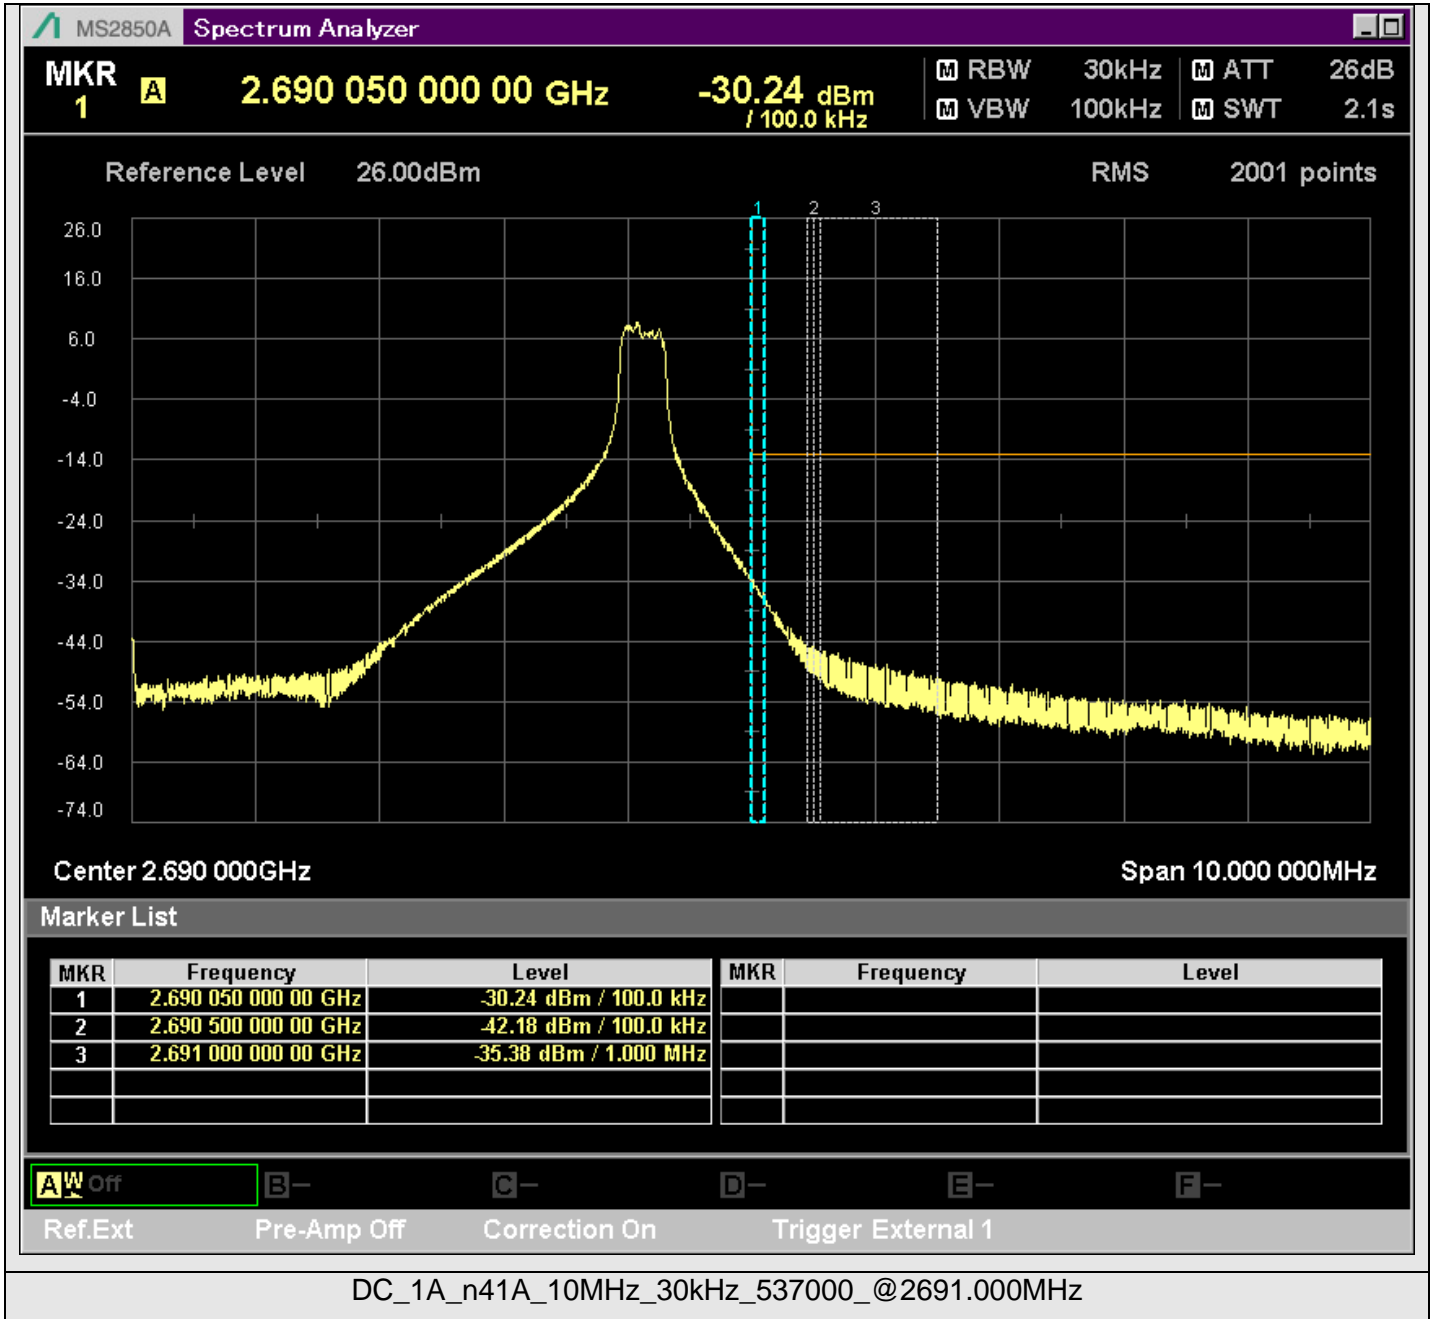 MS2850A Spectrum Analyzer
MKR 1 A 2.690 050 000 00 GHz -30.24 dBm / 100.0 kHz
M RBW 30kHz M ATT 26dB
M VBW 100kHz M SWT 2.1s
Reference Level 26.00dBm RMS 2001 points
1 2 3
26.0
16.0
6.0
-4.0
-14.0
-24.0
-34.0
-44.0
-54.0
-64.0
-74.0
Center 2.690 000GHz Span 10.000 000MHz
Marker List
MKR Frequency Level MKR Frequency Level
1 2.690 050 000 00 GHz -30.24 dBm / 100.0 kHz
2 2.690 500 000 00 GHz -42.18 dBm / 100.0 kHz
3 2.691 000 000 00 GHz -35.38 dBm / 1.000 MHz
A W Off B - C - D - E - F -
Ref.Ext Pre-Amp Off Correction On Trigger External 1
DC_1A_n41A_10MHz_30kHz_537000_@2691.000MHz